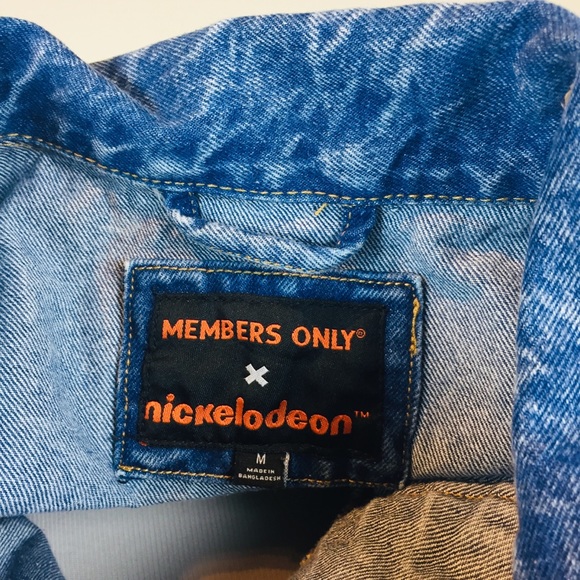 MEMBERS ONLY®
×
nickelodeon™
M
MADE IN
BANGLADESH